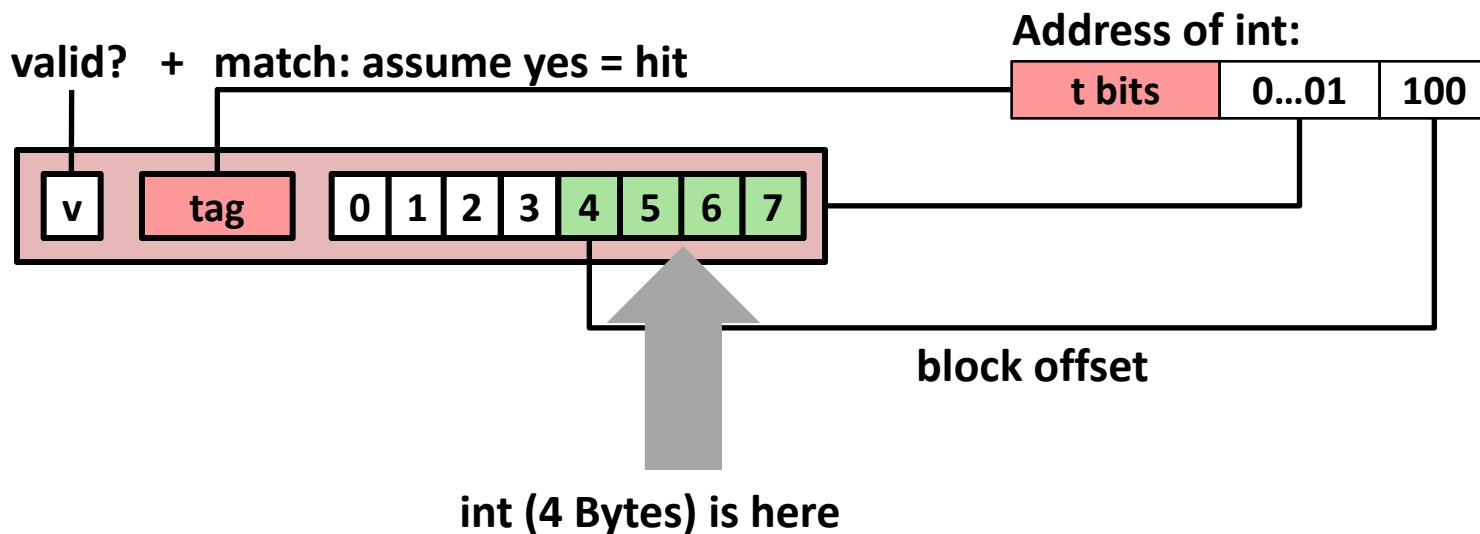 Address of int:
valid? + match: assume yes = hit
t bits 0...01 100
v tag 0 1 2 3 4 5 6 7
block offset
int (4 Bytes) is here